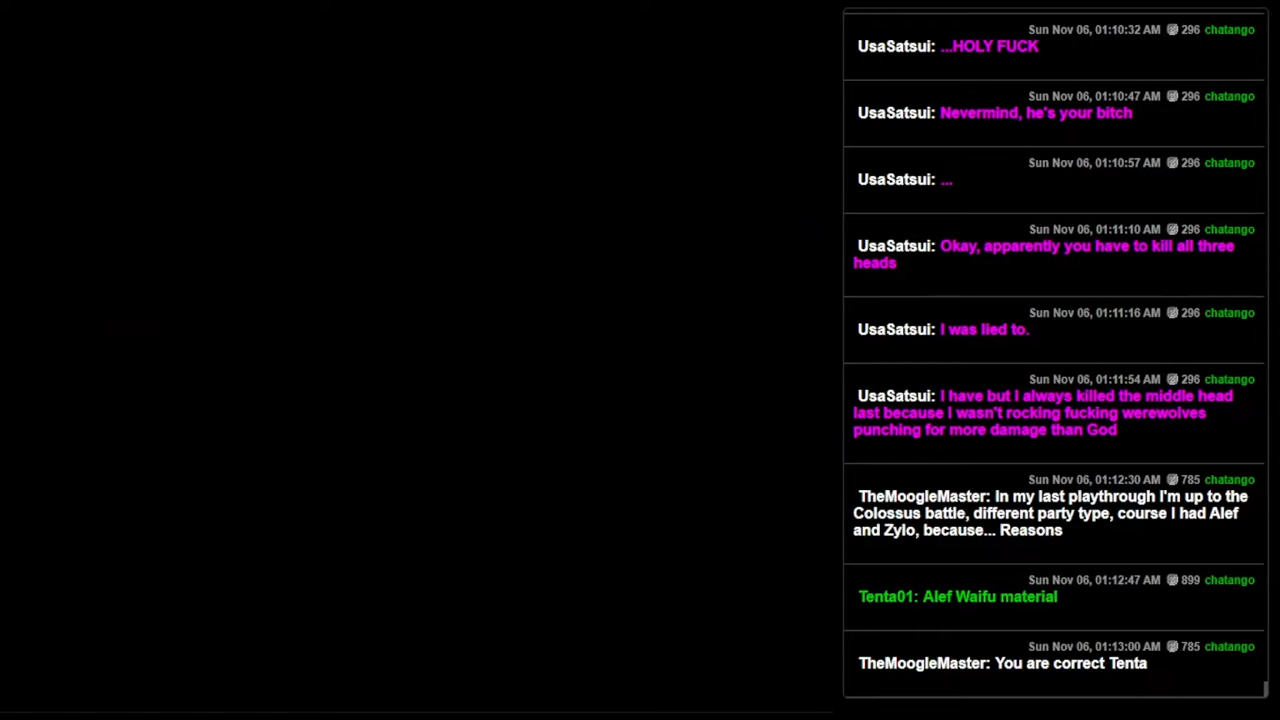 Sun Nov 06, 01:10:32 AM 296 chatango
UsaSatsui: ...HOLY FUCK
Sun Nov 06, 01:10:47 AM 296 chatango
UsaSatsui: Nevermind, he's your bitch
Sun Nov 06, 01:10:57 AM 296 chatango
UsaSatsui: ...
Sun Nov 06, 01:11:10 AM 296 chatango
UsaSatsui: Okay, apparently you have to kill all three
heads
Sun Nov 06, 01:11:16 AM 296 chatango
UsaSatsui: I was lied to.
Sun Nov 06, 01:11:54 AM 296 chatango
UsaSatsui: I have but I always killed the middle head
last because I wasn't rocking fucking werewolves
punching for more damage than God
Sun Nov 06, 01:12:30 AM 785 chatango
TheMoogleMaster: In my last playthrough I'm up to the
Colossus battle, different party type, course I had Alef
and Zylo, because... Reasons
Sun Nov 06, 01:12:47 AM 899 chatango
Tenta01: Alef Waifu material
Sun Nov 06, 01:13:00 AM 785 chatango
TheMoogleMaster: You are correct Tenta